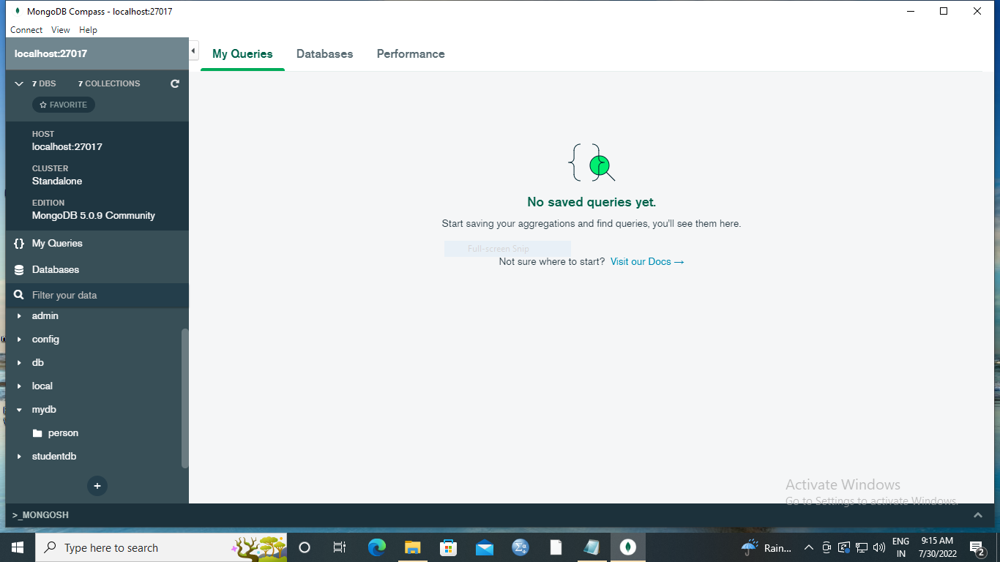 MongoDB Compass - localhost:27017
Connect View Help
localhost:27017
My Queries Databases Performance
7 DBS 7 COLLECTIONS
FAVORITE
HOST
localhost:27017
CLUSTER
Standalone
EDITION
MongoDB 5.0.9 Community
{} My Queries
Databases
Filter your data
admin
config
db
local
mydb
person
studentdb
+
No saved queries yet.
Start saving your aggregations and find queries, you'll see them here.
Full-screen Snip
Not sure where to start? Visit our Docs →
Activate Windows
Go to Settings to activate Windows.
>_MONGOSH
Type here to search
Rain...
ENG
IN
9:15 AM
7/30/2022
2